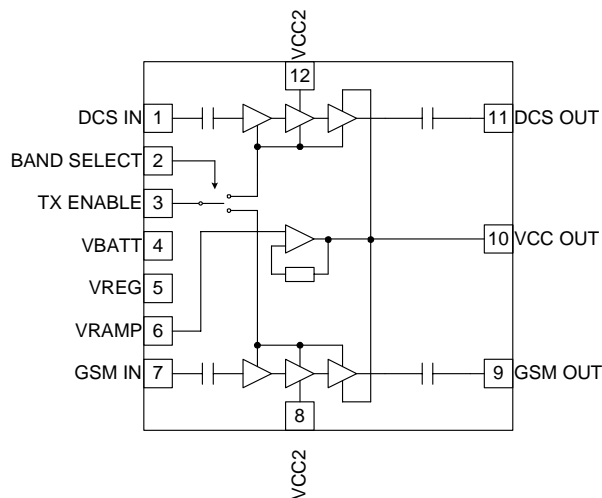 VCC2
12
DCS IN 1
11 DCS OUT
BAND SELECT 2
TX ENABLE 3
VBATT 4
10 VCC OUT
VREG 5
VRAMP 6
GSM IN 7
9 GSM OUT
8
VCC2